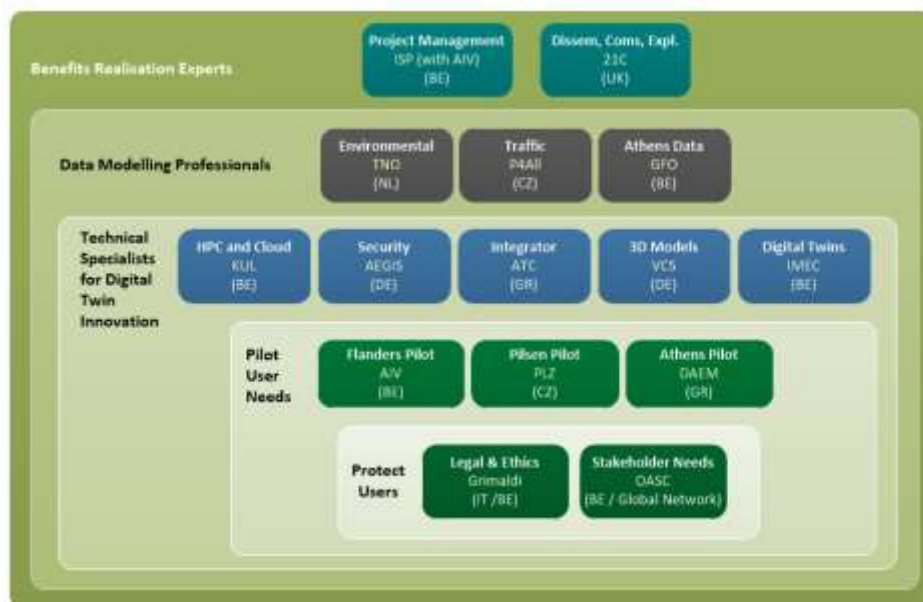 Project Management
ISP (with AIV)
(BE)
Dissem, Coms, Expl.
21C
(UK)
Benefits Realisation Experts
Data Modelling Professionals
Environmental
TNO
(NL)
Traffic
P4All
(CZ)
Athens Data
GFO
(BE)
Technical
Specialists
for Digital
Twin
Innovation
HPC and Cloud
KUL
(BE)
Security
AEGIS
(DE)
Integrator
ATC
(GR)
3D Models
VCS
(DE)
Digital Twins
IMEC
(BE)
Pilot
User
Needs
Flanders Pilot
AIV
(BE)
Pilsen Pilot
PLZ
(CZ)
Athens Pilot
DAEM
(GR)
Protect
Users
Legal & Ethics
Grimaldi
(IT /BE)
Stakeholder Needs
OASC
(BE / Global Network)